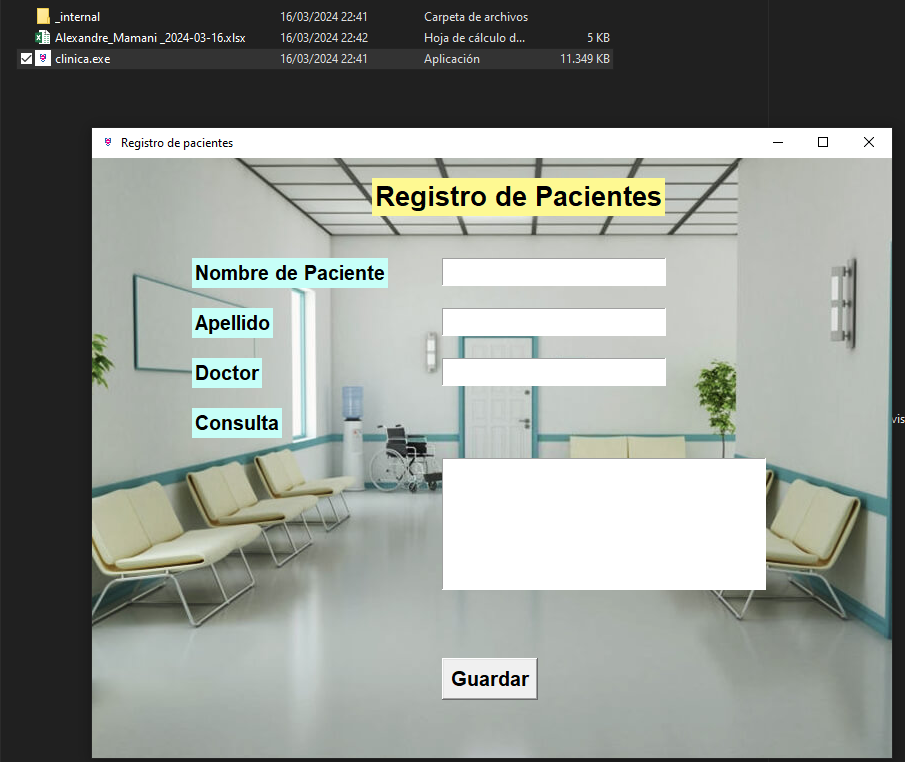 _internal 16/03/2024 22:41 Carpeta de archivos
Alexandre_Mamani _2024-03-16.xlsx 16/03/2024 22:42 Hoja de cálculo d... 5 KB
clinica.exe 16/03/2024 22:41 Aplicación 11.349 KB
Registro de pacientes
Registro de Pacientes
Nombre de Paciente
Apellido
Doctor
Consulta
vis
Guardar